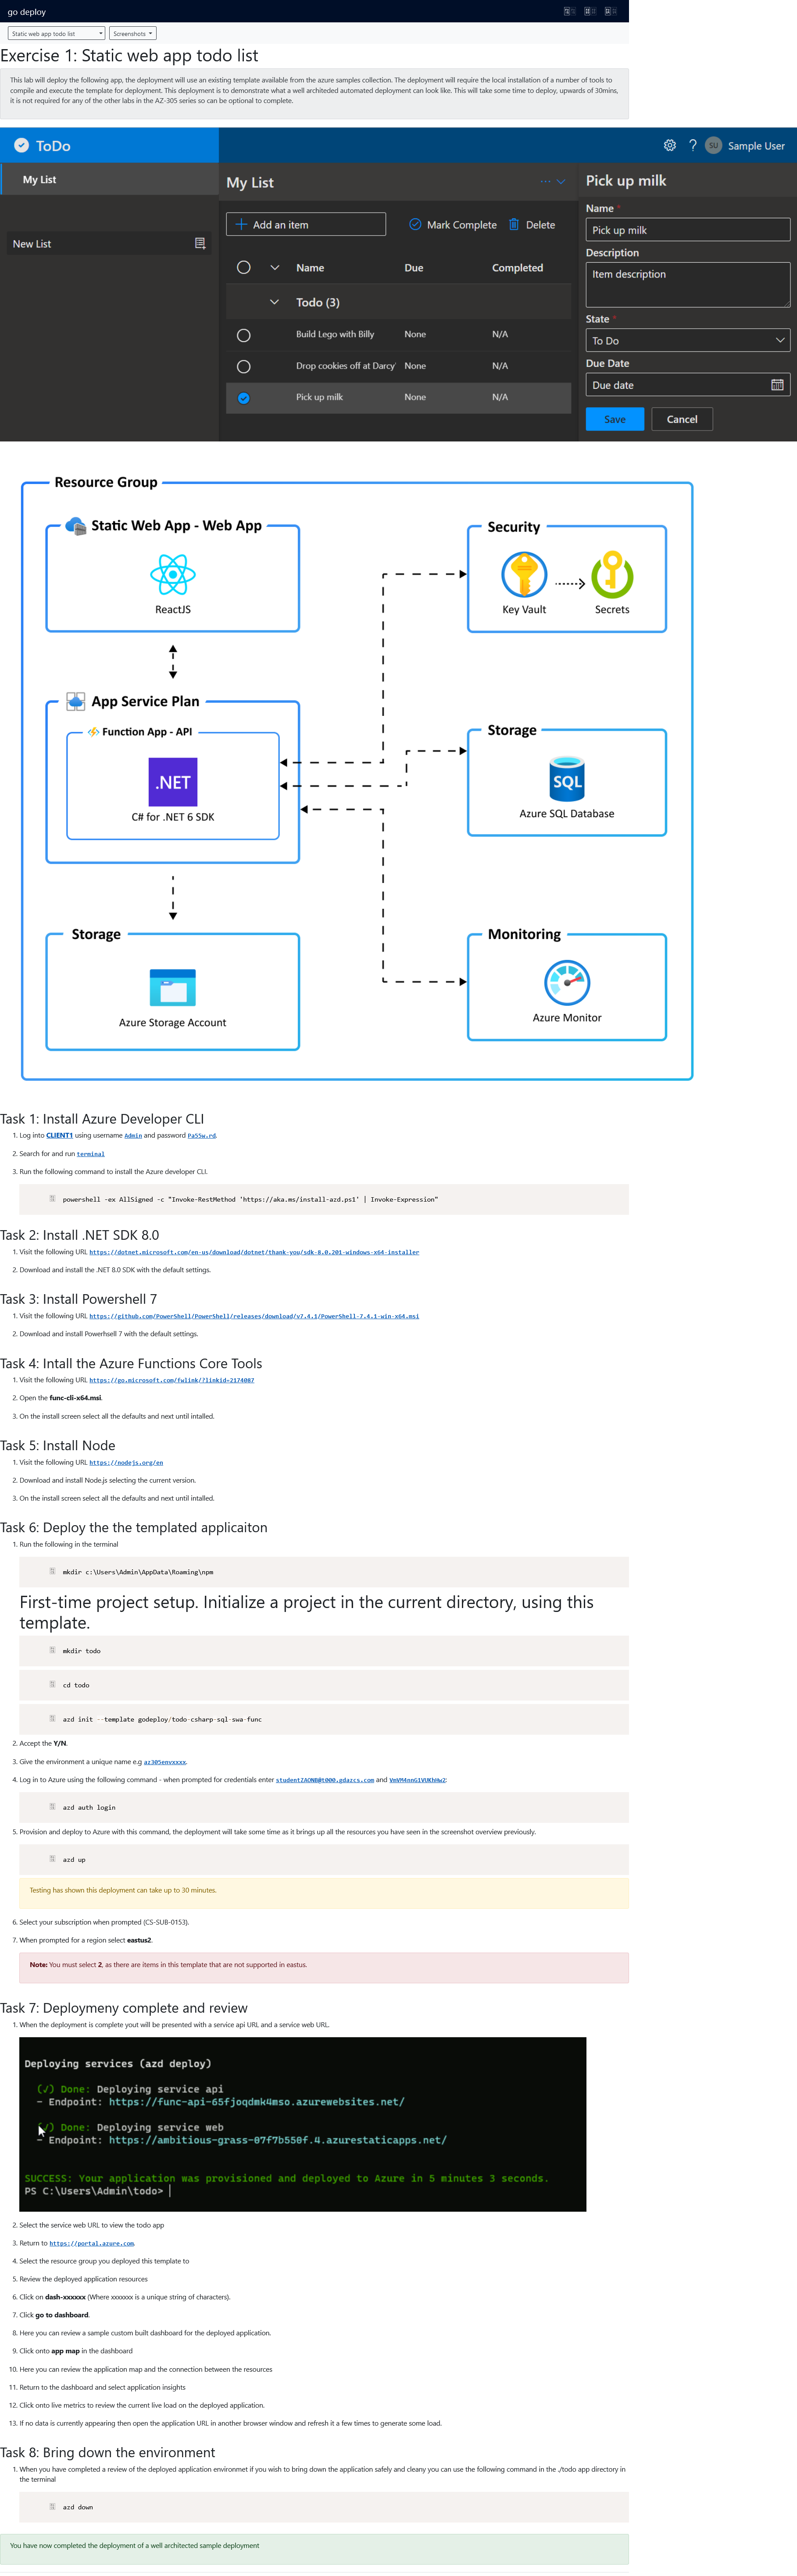 go deploy
Static web app todo list
Screenshots
Exercise 1: Static web app todo list
This lab will deploy the following app, the deployment will use an existing template available from the azure samples collection. The deployment will require the local installation of a number of tools to
compile and execute the template for deployment. This deployment is to demonstrate what a well architeded automated deployment can look like. This will take some time to deploy, upwards of 30mins,
it is not required for any of the other labs in the AZ-305 series so can be optional to complete.
ToDo
? SU Sample User
My List
New List
My List
...
Add an item
Mark Complete
Delete
Name Due Completed
Todo (3)
Build Lego with Billy None N/A
Drop cookies off at Darcy' None N/A
Pick up milk None N/A
Pick up milk
Name *
Pick up milk
Description
Item description
State *
To Do
Due Date
Due date
Save Cancel
Resource Group
Static Web App - Web App
ReactJS
Security
Key Vault
Secrets
App Service Plan
Function App - API
.NET
C# for .NET 6 SDK
Storage
SQL
Azure SQL Database
Storage
Azure Storage Account
Monitoring
Azure Monitor
Task 1: Install Azure Developer CLI
1. Log into CLIENT1 using username Admin and password Pa55w.rd.
2. Search for and run terminal
3. Run the following command to install the Azure developer CLI.
powershell -ex AllSigned -c "Invoke-RestMethod 'https://aka.ms/install-azd.ps1' | Invoke-Expression"
Task 2: Install .NET SDK 8.0
1. Visit the following URL https://dotnet.microsoft.com/en-us/download/dotnet/thank-you/sdk-8.0.201-windows-x64-installer
2. Download and install the .NET 8.0 SDK with the default settings.
Task 3: Install Powershell 7
1. Visit the following URL https://github.com/PowerShell/PowerShell/releases/download/v7.4.1/PowerShell-7.4.1-win-x64.msi
2. Download and install Powerhsell 7 with the default settings.
Task 4: Intall the Azure Functions Core Tools
1. Visit the following URL https://go.microsoft.com/fwlink/?linkid=2174087
2. Open the func-cli-x64.msi.
3. On the install screen select all the defaults and next until intalled.
Task 5: Install Node
1. Visit the following URL https://nodejs.org/en
2. Download and install Node.js selecting the current version.
3. On the install screen select all the defaults and next until intalled.
Task 6: Deploy the the templated applicaiton
1. Run the following in the terminal
mkdir c:\Users\Admin\AppData\Roaming\npm
First-time project setup. Initialize a project in the current directory, using this
template.
mkdir todo
cd todo
azd init --template godeploy/todo-csharp-sql-swa-func
2. Accept the Y/N.
3. Give the environment a unique name e.g az305envxxxx.
4. Log in to Azure using the following command - when prompted for credentials enter studentZAONB@t000.gdazcs.com and VmVM4nnG1VUKhHw2:
azd auth login
5. Provision and deploy to Azure with this command, the deployment will take some time as it brings up all the resources you have seen in the screenshot overview previously.
azd up
Testing has shown this deployment can take up to 30 minutes.
6. Select your subscription when prompted (CS-SUB-0153).
7. When prompted for a region select eastus2.
Note: You must select 2, as there are items in this template that are not supported in eastus.
Task 7: Deploymeny complete and review
1. When the deployment is complete yout will be presented with a service api URL and a service web URL.
Deploying services (azd deploy)
(✓) Done: Deploying service api
- Endpoint: https://func-api-65fjoqdmk4mso.azurewebsites.net/
(✓) Done: Deploying service web
- Endpoint: https://ambitious-grass-07f7b550f.4.azurestaticapps.net/
SUCCESS: Your application was provisioned and deployed to Azure in 5 minutes 3 seconds.
PS C:\Users\Admin\todo>
2. Select the service web URL to view the todo app
3. Return to https://portal.azure.com.
4. Select the resource group you deployed this template to
5. Review the deployed application resources
6. Click on dash-xxxxxx (Where xxxxxxx is a unique string of characters).
7. Click go to dashboard.
8. Here you can review a sample custom built dashboard for the deployed application.
9. Click onto app map in the dashboard
10. Here you can review the application map and the connection between the resources
11. Return to the dashboard and select application insights
12. Click onto live metrics to review the current live load on the deployed application.
13. If no data is currently appearing then open the application URL in another browser window and refresh it a few times to generate some load.
Task 8: Bring down the environment
1. When you have completed a review of the deployed application environmet if you wish to bring down the application safely and cleany you can use the following command in the ./todo app directory in
the terminal
azd down
You have now completed the deployment of a well architected sample deployment